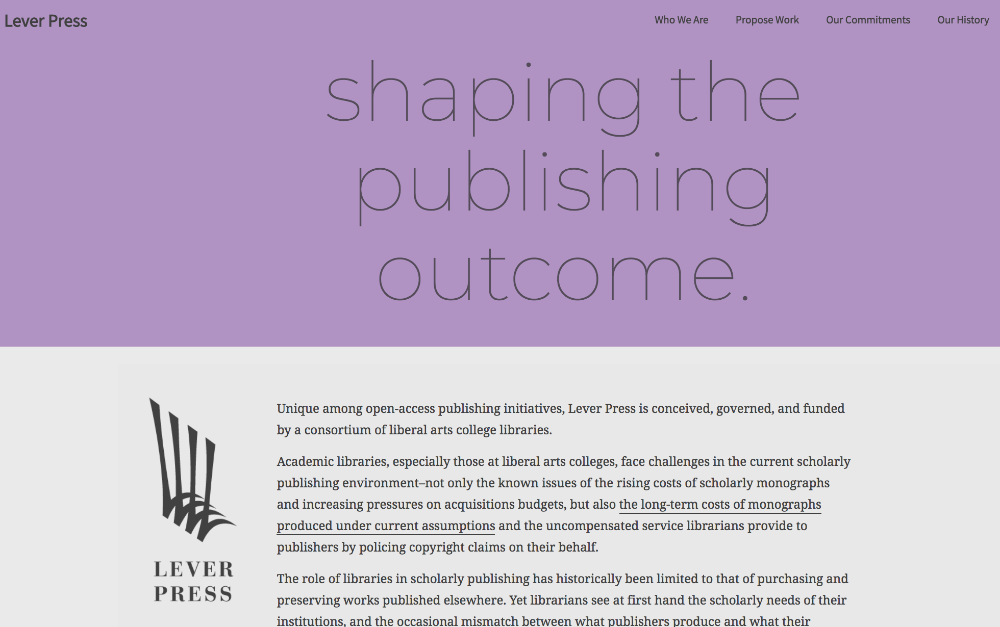 Lever Press
Who We Are
Propose Work
Our Commitments
Our History
shaping the
publishing
outcome.
LEVER
PRESS
Unique among open-access publishing initiatives, Lever Press is conceived, governed, and funded
by a consortium of liberal arts college libraries.
Academic libraries, especially those at liberal arts colleges, face challenges in the current scholarly
publishing environment–not only the known issues of the rising costs of scholarly monographs
and increasing pressures on acquisitions budgets, but also the long-term costs of monographs
produced under current assumptions and the uncompensated service librarians provide to
publishers by policing copyright claims on their behalf.
The role of libraries in scholarly publishing has historically been limited to that of purchasing and
preserving works published elsewhere. Yet librarians see at first hand the scholarly needs of their
institutions, and the occasional mismatch between what publishers produce and what their